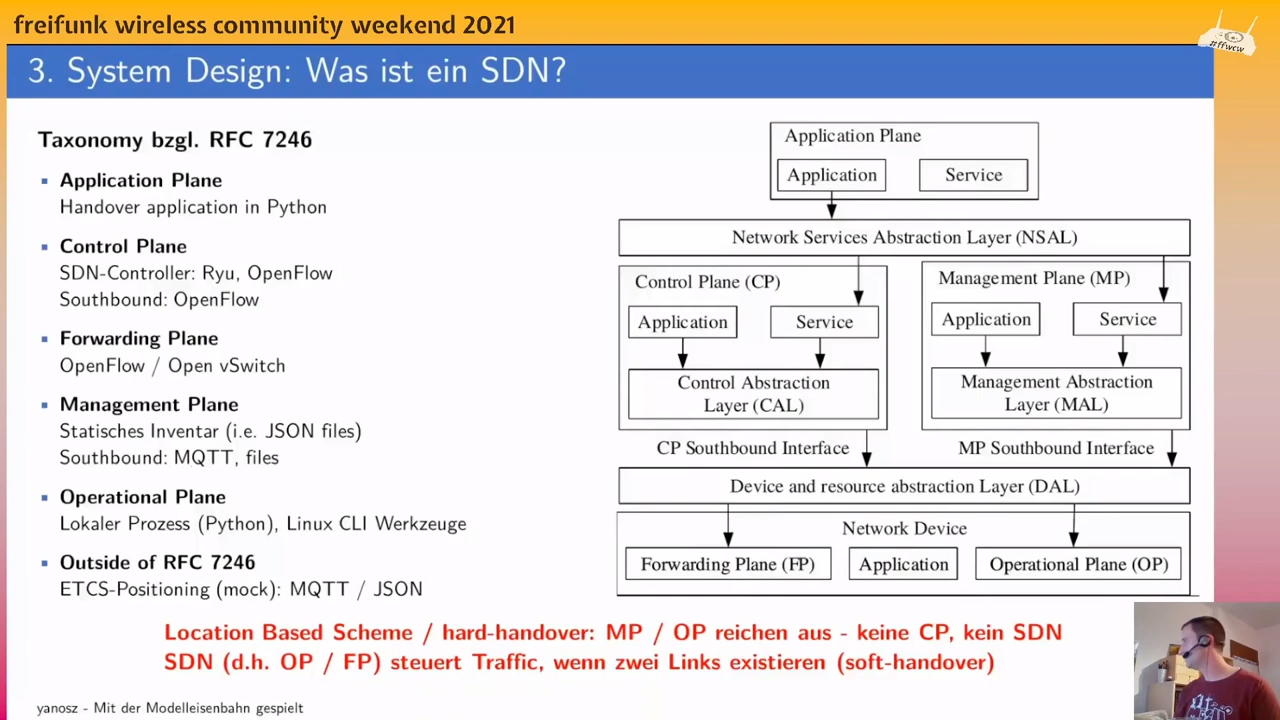 freifunk wireless community weekend 2021
#ffwcw
3. System Design: Was ist ein SDN?
Taxonomy bzgl. RFC 7246
Application Plane
Handover application in Python
Control Plane
SDN-Controller: Ryu, OpenFlow
Southbound: OpenFlow
Forwarding Plane
OpenFlow / Open vSwitch
Management Plane
Statisches Inventar (i.e. JSON files)
Southbound: MQTT, files
Operational Plane
Lokaler Prozess (Python), Linux CLI Werkzeuge
Outside of RFC 7246
ETCS-Positioning (mock): MQTT / JSON
Application Plane
Application
Service
Network Services Abstraction Layer (NSAL)
Control Plane (CP)
Application
Service
Control Abstraction
Layer (CAL)
Management Plane (MP)
Application
Service
Management Abstraction
Layer (MAL)
CP Southbound Interface
MP Southbound Interface
Device and resource abstraction Layer (DAL)
Network Device
Forwarding Plane (FP)
Application
Operational Plane (OP)
Location Based Scheme / hard-handover: MP / OP reichen aus - keine CP, kein SDN
SDN (d.h. OP / FP) steuert Traffic, wenn zwei Links existieren (soft-handover)
yanosz - Mit der Modelleisenbahn gespielt